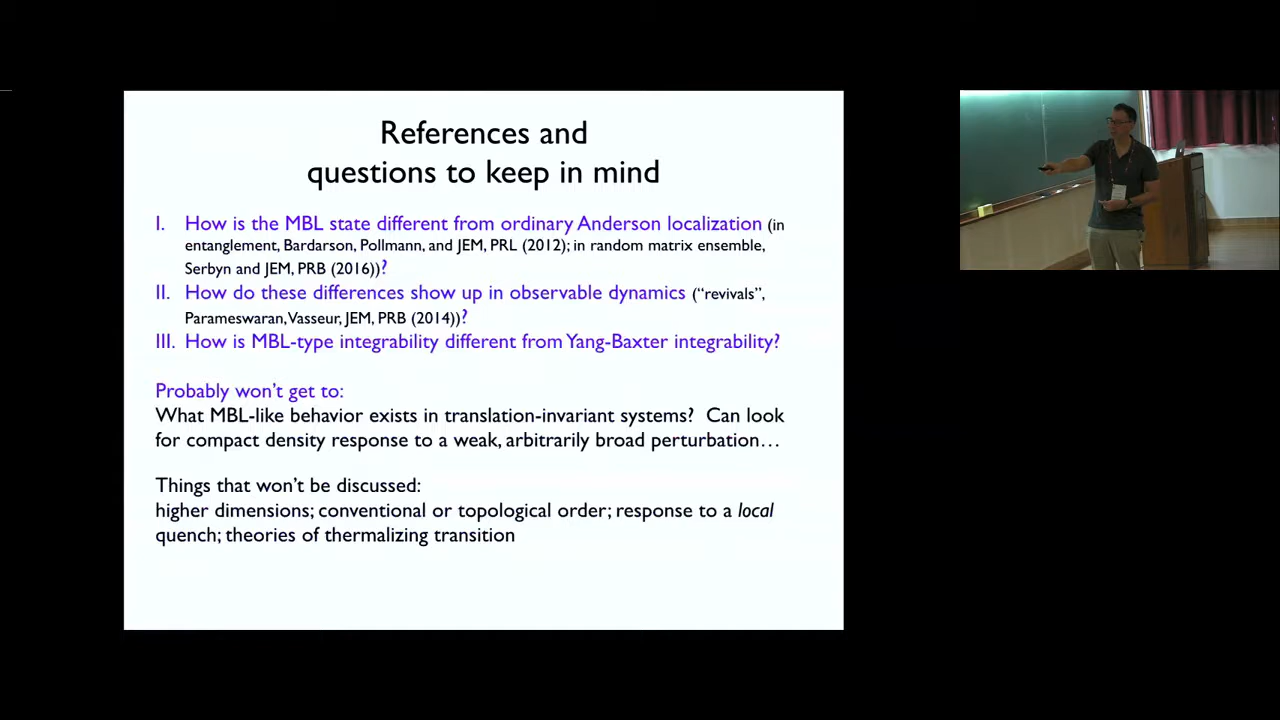 References and
questions to keep in mind
I. How is the MBL state different from ordinary Anderson localization (in
entanglement, Bardarson, Pollmann, and JEM, PRL (2012); in random matrix ensemble,
Serbyn and JEM, PRB (2016))?
II. How do these differences show up in observable dynamics (“revivals”,
Parameswaran, Vasseur, JEM, PRB (2014))?
III. How is MBL-type integrability different from Yang-Baxter integrability?
Probably won’t get to:
What MBL-like behavior exists in translation-invariant systems? Can look
for compact density response to a weak, arbitrarily broad perturbation…
Things that won’t be discussed:
higher dimensions; conventional or topological order; response to a local
quench; theories of thermalizing transition